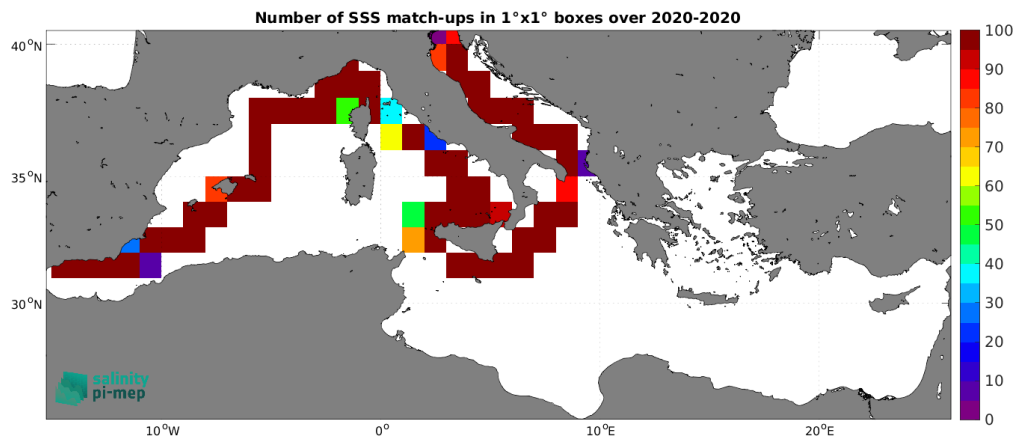 Number of SSS match-ups in 1°x1° boxes over 2020-2020
40°N
35°N
30°N
10°W
0°
10°E
20°E
100
90
80
70
60
50
40
30
20
10
0
salinity
pi-mep